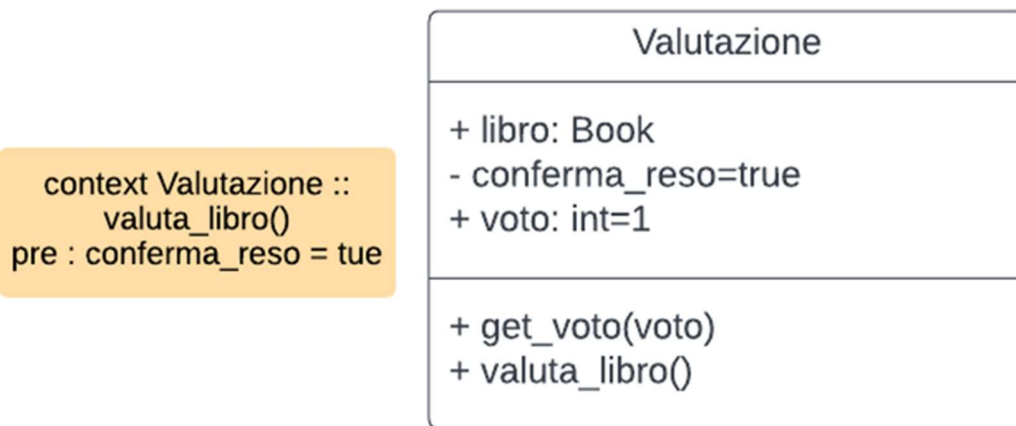 context Valutazione ::
valuta_libro()
pre : conferma_reso = tue
Valutazione
+ libro: Book
- conferma_reso=true
+ voto: int=1
+ get_voto(voto)
+ valuta_libro()